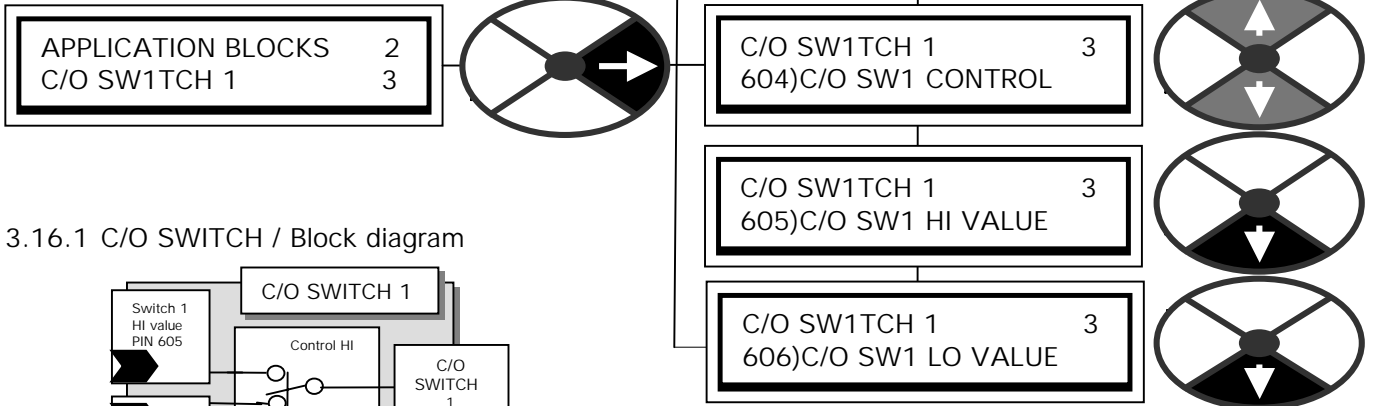 APPLICATION BLOCKS 2
C/O SW1TCH 1 3
C/O SW1TCH 1 3
604)C/O SW1 CONTROL
C/O SW1TCH 1 3
605)C/O SW1 HI VALUE
C/O SW1TCH 1 3
606)C/O SW1 LO VALUE
3.16.1 C/O SWITCH / Block diagram
C/O SWITCH 1
Switch 1
HI value
PIN 605
Control HI
C/O
SWITCH
1